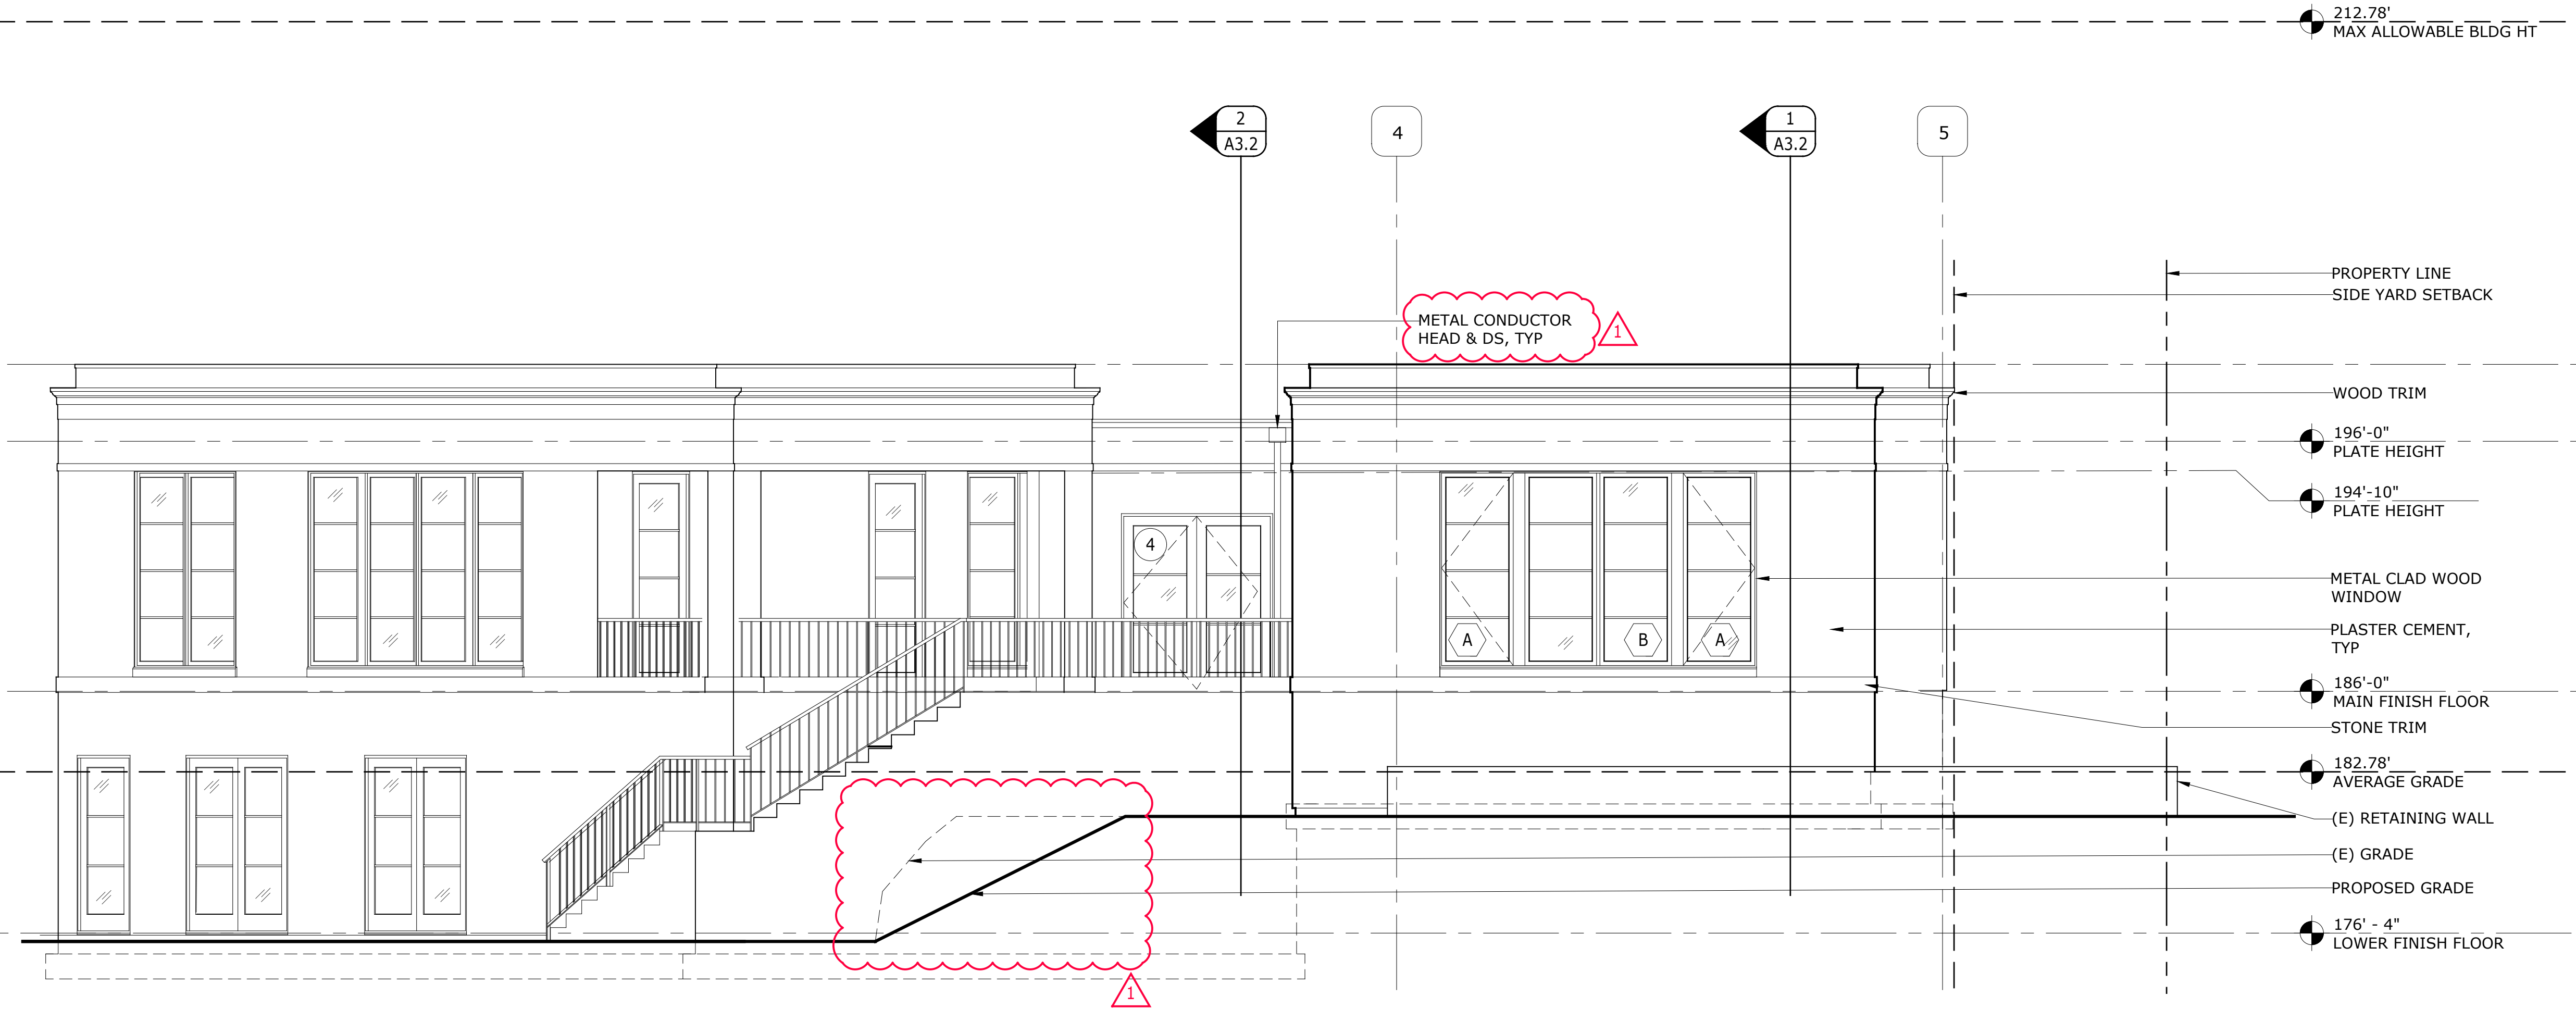 212.78'
MAX ALLOWABLE BLDG HT
2
A3.2
4
1
A3.2
5
PROPERTY LINE
SIDE YARD SETBACK
METAL CONDUCTOR
HEAD & DS, TYP
1
WOOD TRIM
196'-0"
PLATE HEIGHT
194'-10"
PLATE HEIGHT
4
METAL CLAD WOOD
WINDOW
A
B
A
PLASTER CEMENT,
TYP
186'-0"
MAIN FINISH FLOOR
STONE TRIM
182.78'
AVERAGE GRADE
(E) RETAINING WALL
(E) GRADE
PROPOSED GRADE
176' - 4"
LOWER FINISH FLOOR
1